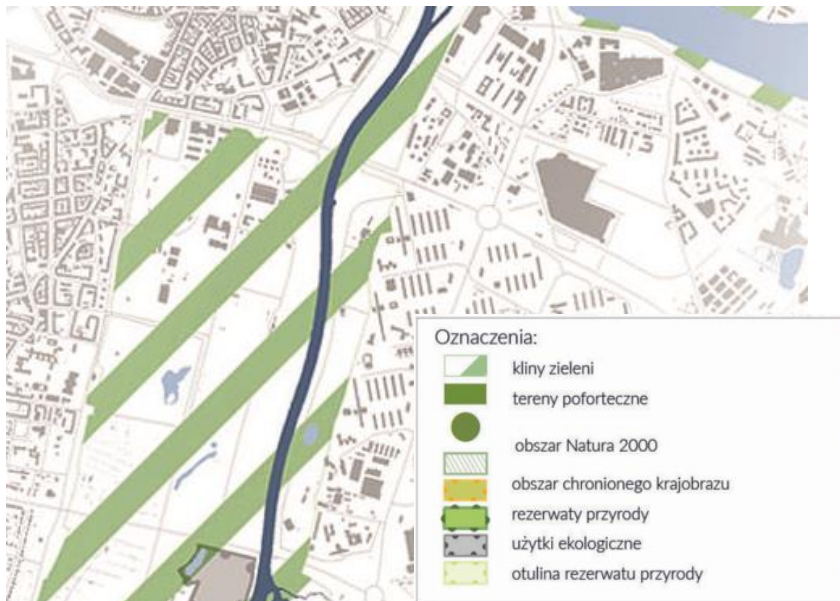 Oznaczenia:
kliny zieleni
tereny poforteczne
obszar Natura 2000
obszar chronionego krajobrazu
rezerwaty przyrody
użytki ekologiczne
otulina rezerwatu przyrody